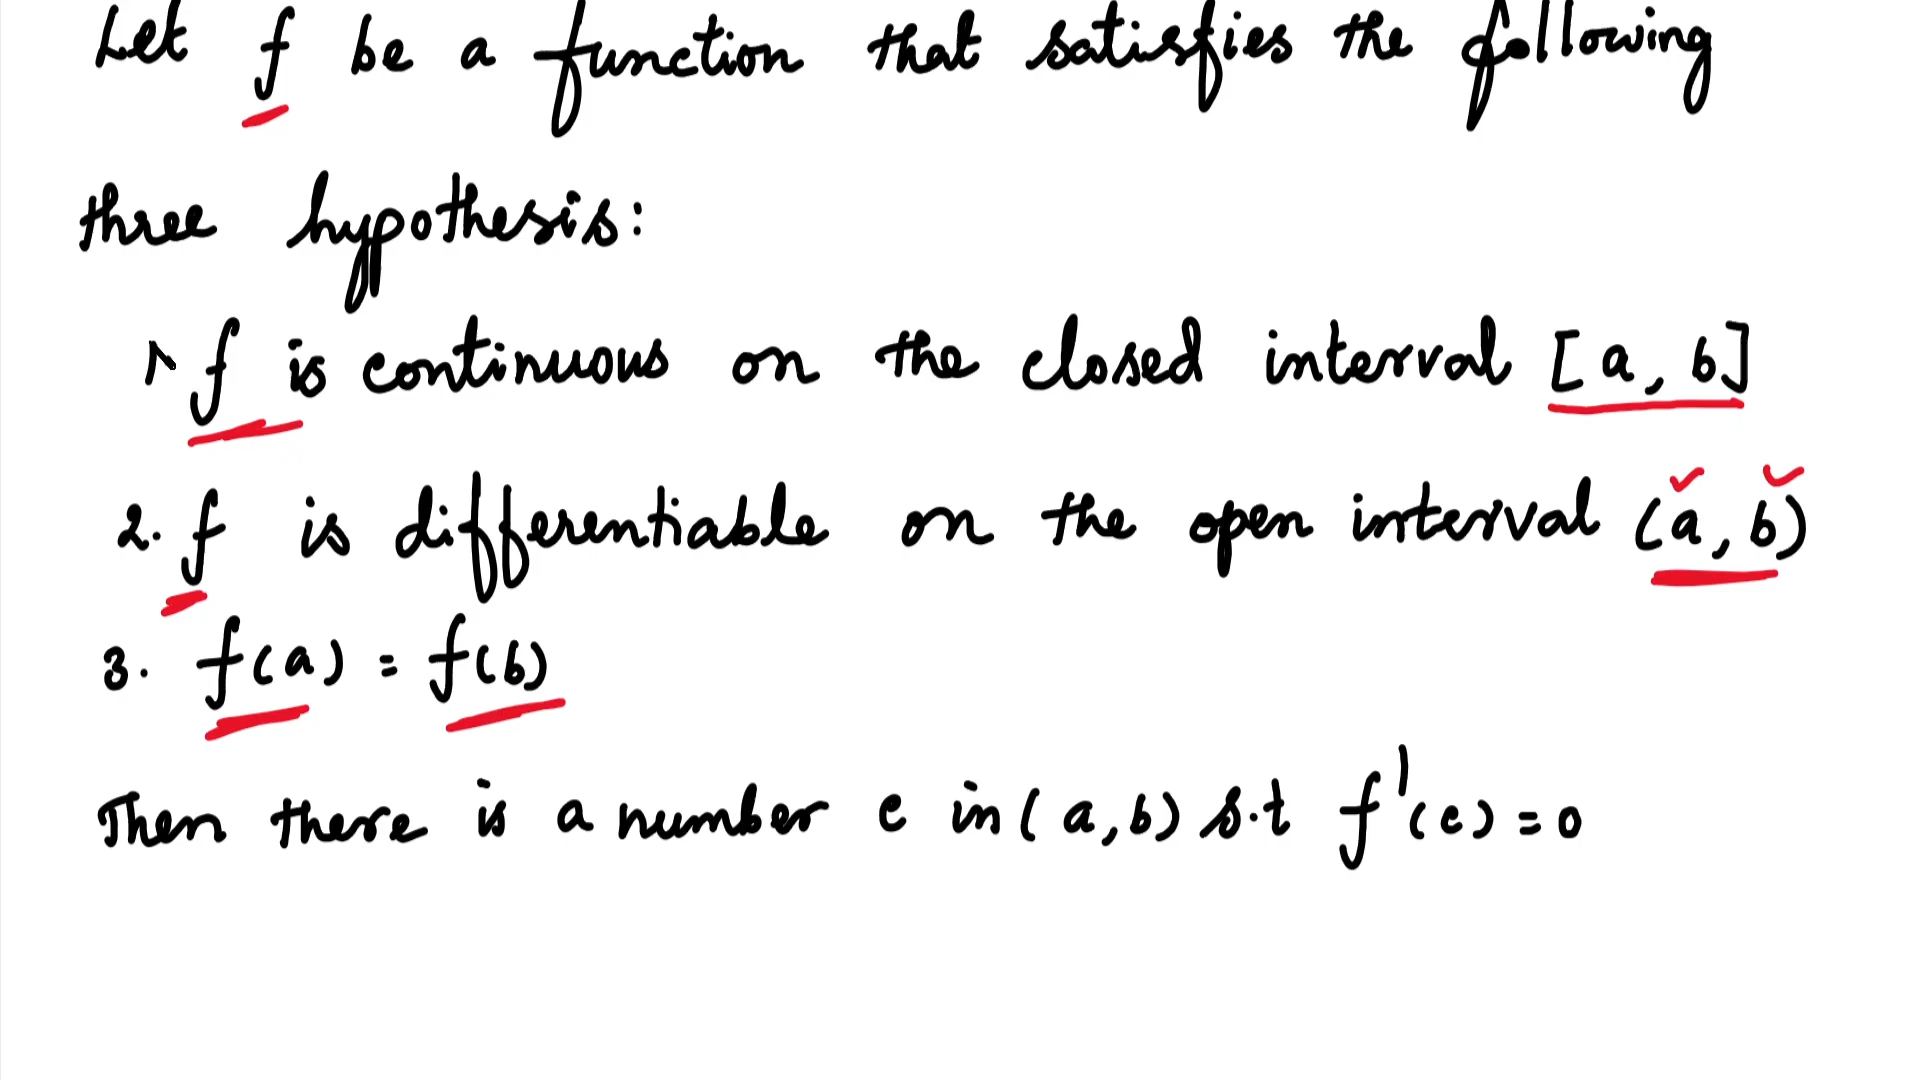 Let f be a function that satisfies the following
three hypothesis:
1 f is continuous on the closed interval [a, b]
2. f is differentiable on the open interval (a, b)
3. f(a) = f(b)
Then there is a number c in (a, b) s.t f'(c) = 0